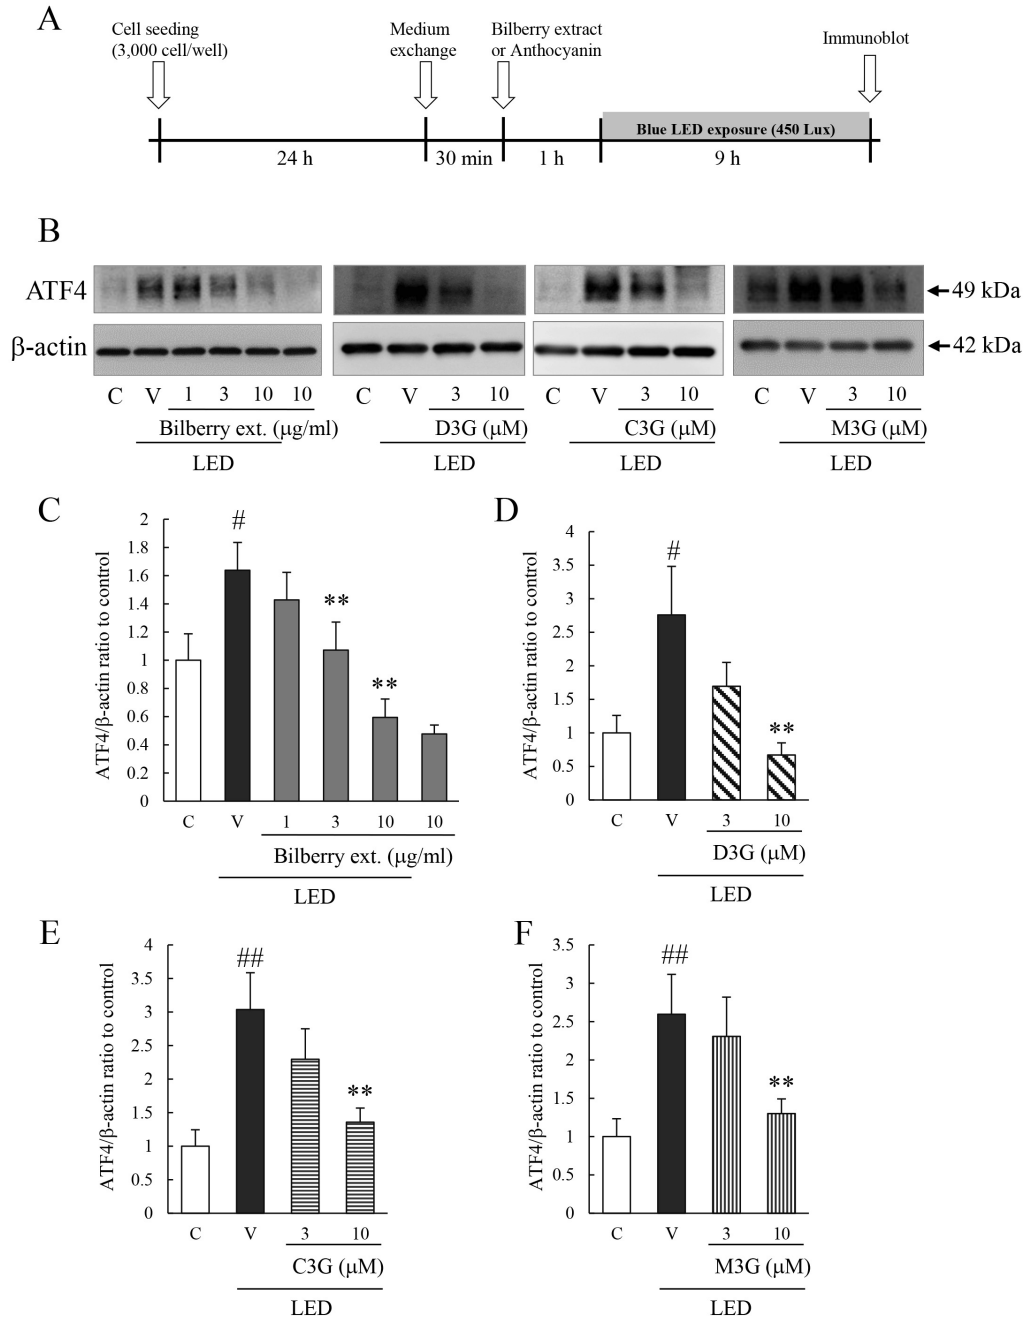 A
Cell seeding
(3,000 cell/well)
Medium
exchange
Bilberry extract
or Anthocyanin
Immunoblot
Blue LED exposure (450 Lux)
24 h
30 min
1 h
9 h
B
ATF4
49 kDa
β-actin
42 kDa
C V 1 3 10 10
Bilberry ext. (μg/ml)
LED
C V 3 10
D3G (μM)
LED
C V 3 10
C3G (μM)
LED
C V 3 10
M3G (μM)
LED
C
ATF4/β-actin ratio to control
2
1.8
1.6
1.4
1.2
1
0.8
0.6
0.4
0.2
0
#
**
**
C V 1 3 10 10
Bilberry ext. (μg/ml)
LED
D
ATF4/β-actin ratio to control
4
3.5
3
2.5
2
1.5
1
0.5
0
#
**
C V 3 10
D3G (μM)
LED
E
ATF4/β-actin ratio to control
4
3.5
3
2.5
2
1.5
1
0.5
0
##
**
C V 3 10
C3G (μM)
LED
F
ATF4/β-actin ratio to control
3.5
3
2.5
2
1.5
1
0.5
0
##
**
C V 3 10
M3G (μM)
LED